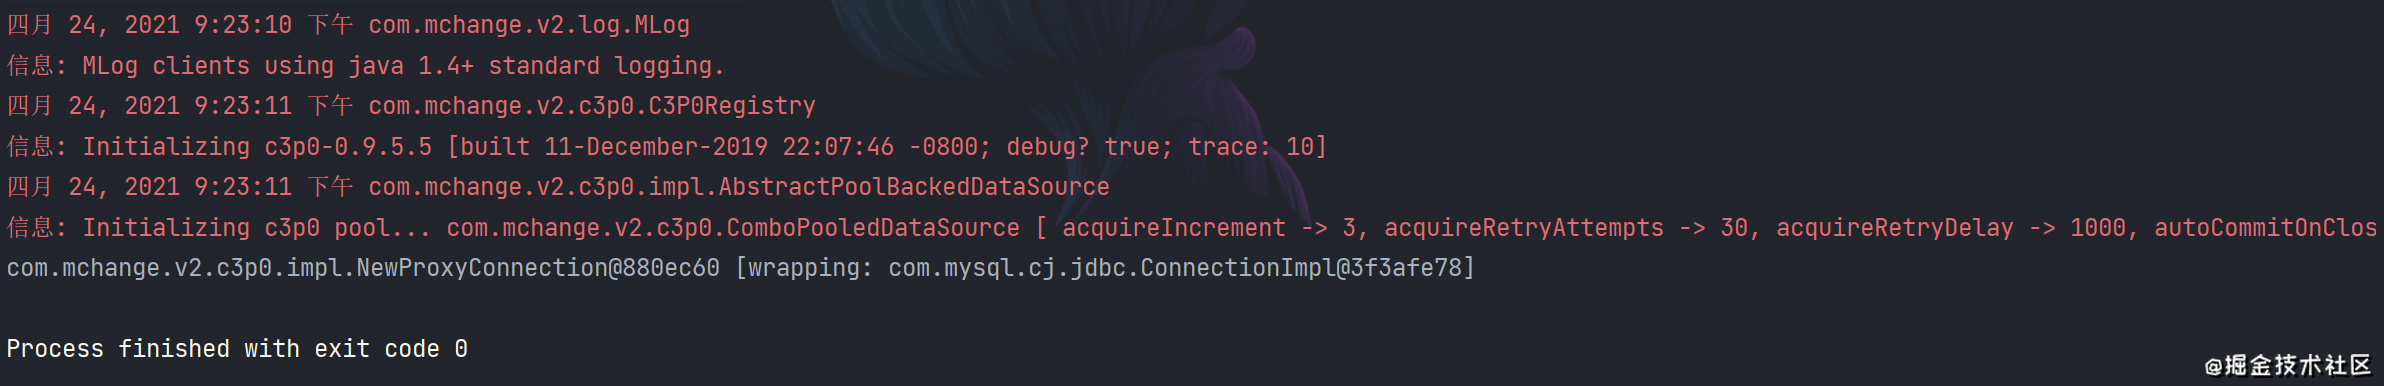 四月 24, 2021 9:23:10 下午 com.mchange.v2.log.MLog
信息: MLog clients using java 1.4+ standard logging.
四月 24, 2021 9:23:11 下午 com.mchange.v2.c3p0.C3P0Registry
信息: Initializing c3p0-0.9.5.5 [built 11-December-2019 22:07:46 -0800; debug? true; trace: 10]
四月 24, 2021 9:23:11 下午 com.mchange.v2.c3p0.impl.AbstractPoolBackedDataSource
信息: Initializing c3p0 pool... com.mchange.v2.c3p0.ComboPooledDataSource [ acquireIncrement -> 3, acquireRetryAttempts -> 30, acquireRetryDelay -> 1000, autoCommitOnClos
com.mchange.v2.c3p0.impl.NewProxyConnection@880ec60 [wrapping: com.mysql.cj.jdbc.ConnectionImpl@3f3afe78]
Process finished with exit code 0
@掘金技术社区